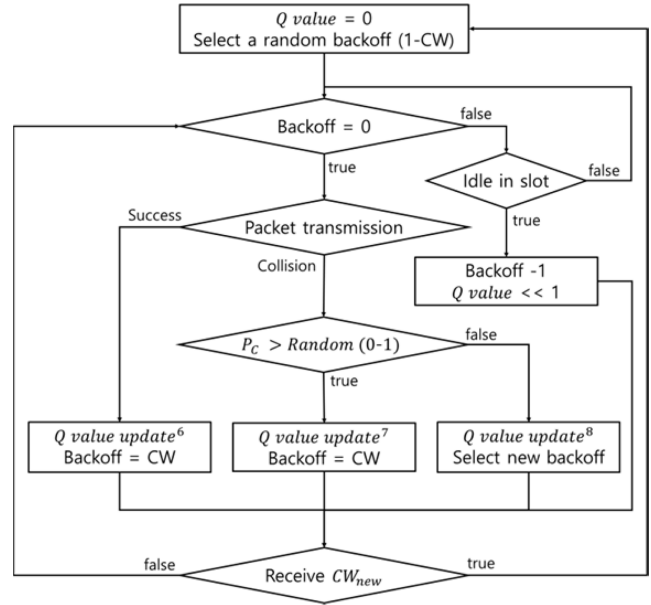 Q value = 0
Select a random backoff (1-CW)
Backoff = 0
false
true
Idle in slot
false
true
Packet transmission
Success
Collision
Backoff -1
Q value << 1
P_C > Random (0-1)
false
true
Q value update⁶
Backoff = CW
Q value update⁷
Backoff = CW
Q value update⁸
Select new backoff
Receive CW_new
false
true